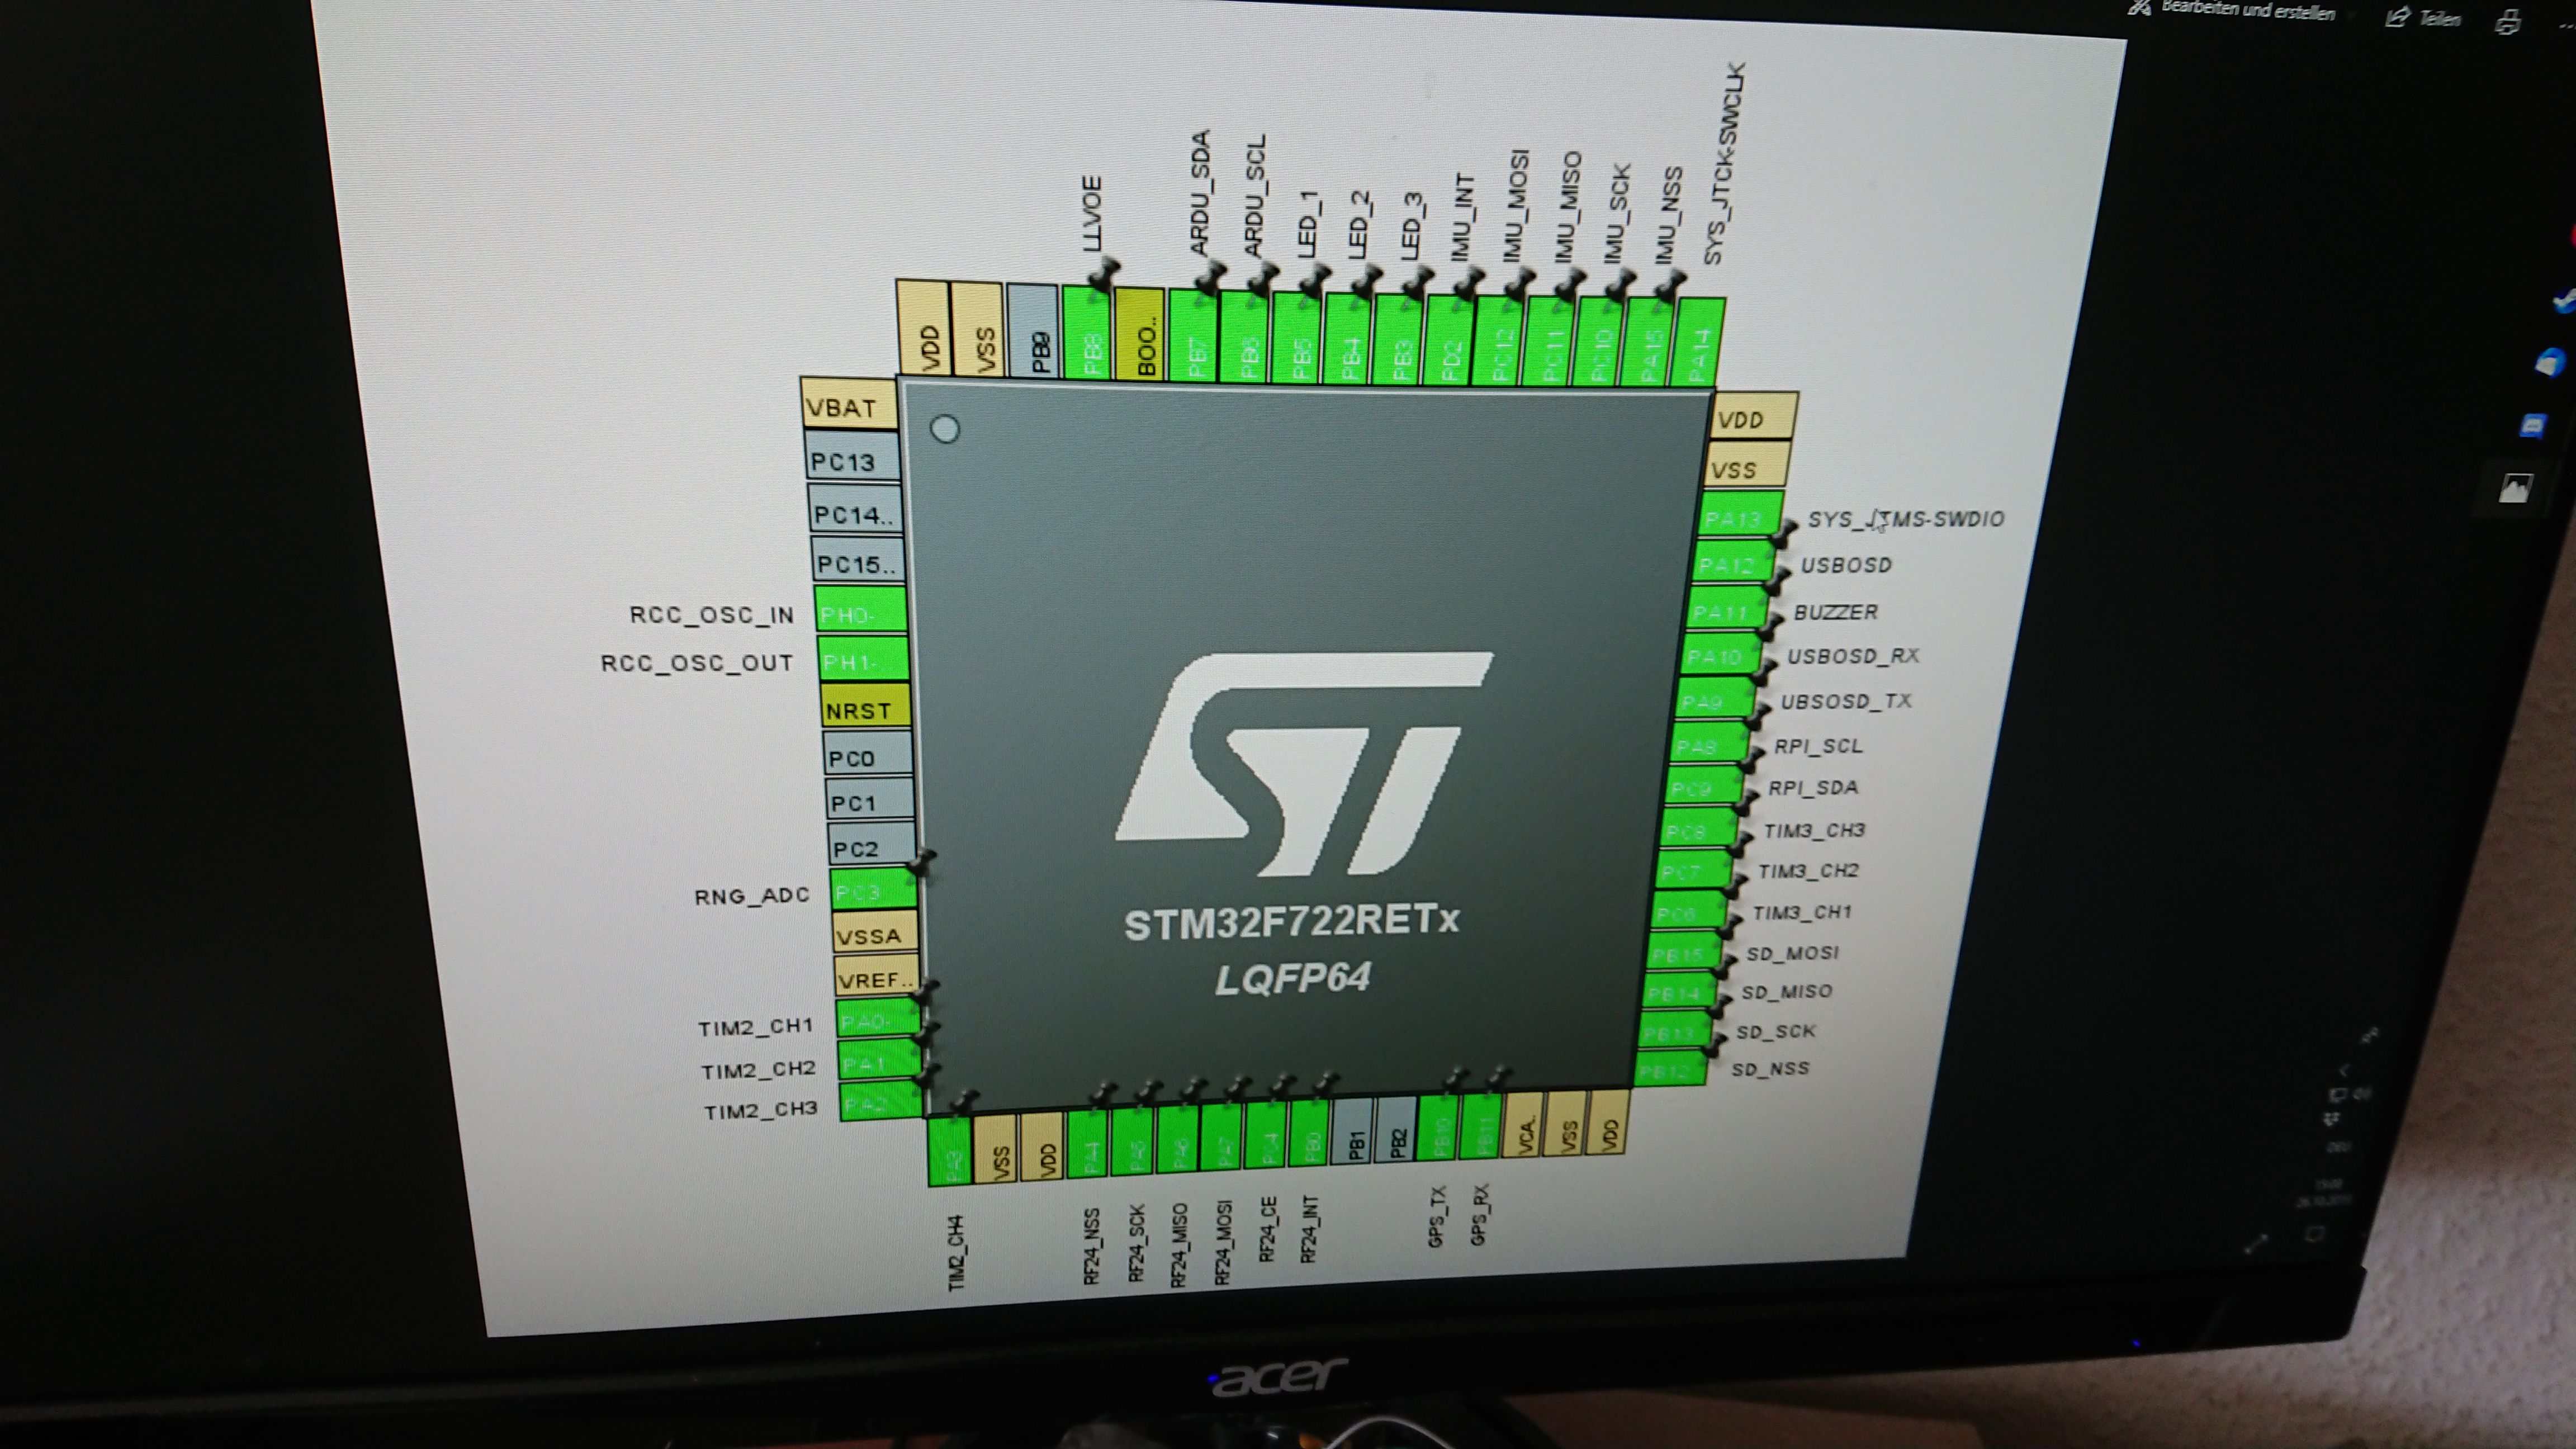 Bearbeiten und erstellen
Teilen
LLVOE
ARDU_SDA
ARDU_SCL
LED_1
LED_2
LED_3
IMU_INT
IMU_MOSI
IMU_MISO
IMU_SCK
IMU_NSS
SYS_JTCK-SWCLK
VDD
VSS
PB9
PB8
BOO..
PB7
PB6
PB5
PB4
PB3
PD2
PC12
PC11
PC10
PA15
PA14
VBAT
PC13
PC14..
PC15..
RCC_OSC_IN PH0-
RCC_OSC_OUT PH1-
NRST
PC0
PC1
PC2
RNG_ADC PC3
VSSA
VREF..
TIM2_CH1 PA0-
TIM2_CH2 PA1
TIM2_CH3 PA2
STM32F722RETx
LQFP64
VDD
VSS
PA13 SYS_JTMS-SWDIO
PA12 USBOSD
PA11 BUZZER
PA10 USBOSD_RX
PA9 UBSOSD_TX
PA8 RPI_SCL
PC9 RPI_SDA
PC8 TIM3_CH3
PC7 TIM3_CH2
PC6 TIM3_CH1
PB15 SD_MOSI
PB14 SD_MISO
PB13 SD_SCK
PB12 SD_NSS
PA3
VSS
VDD
PA4
PA5
PA6
PA7
PC4
PB0
PB1
PB2
PB10
PB11
VCA.
VSS
VDD
TIM2_CH4
RF24_NSS
RF24_SCK
RF24_MISO
RF24_MOSI
RF24_CE
RF24_INT
GPS_TX
GPS_RX
acer